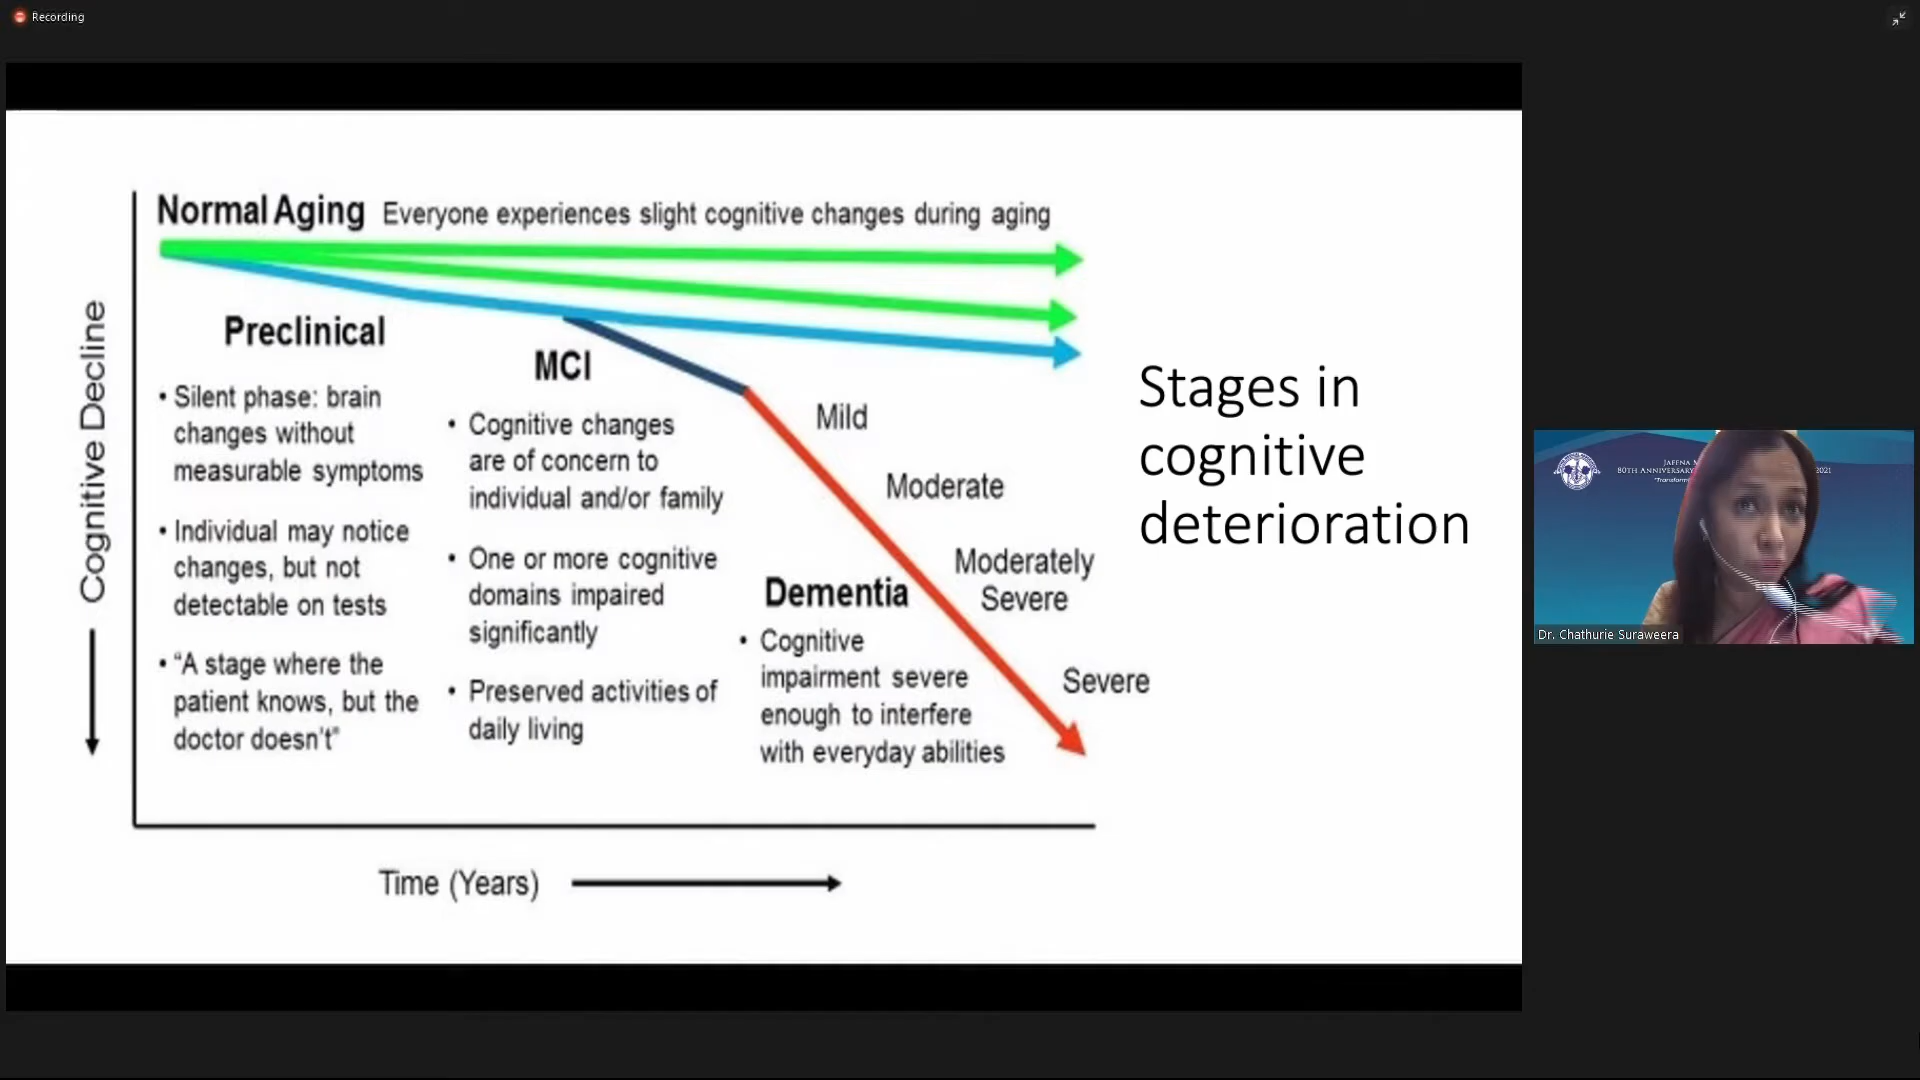 Recording
Normal Aging Everyone experiences slight cognitive changes during aging
Cognitive Decline
Preclinical
• Silent phase: brain
changes without
measurable symptoms
• Individual may notice
changes, but not
detectable on tests
• “A stage where the
patient knows, but the
doctor doesn’t”
MCI
• Cognitive changes
are of concern to
individual and/or family
• One or more cognitive
domains impaired
significantly
• Preserved activities of
daily living
Dementia
• Cognitive
impairment severe
enough to interfere
with everyday abilities
Mild
Moderate
Moderately
Severe
Severe
Time (Years)
Stages in
cognitive
deterioration
Jaffna
80th Anniversary
2021
Dr. Chathurie Suraweera